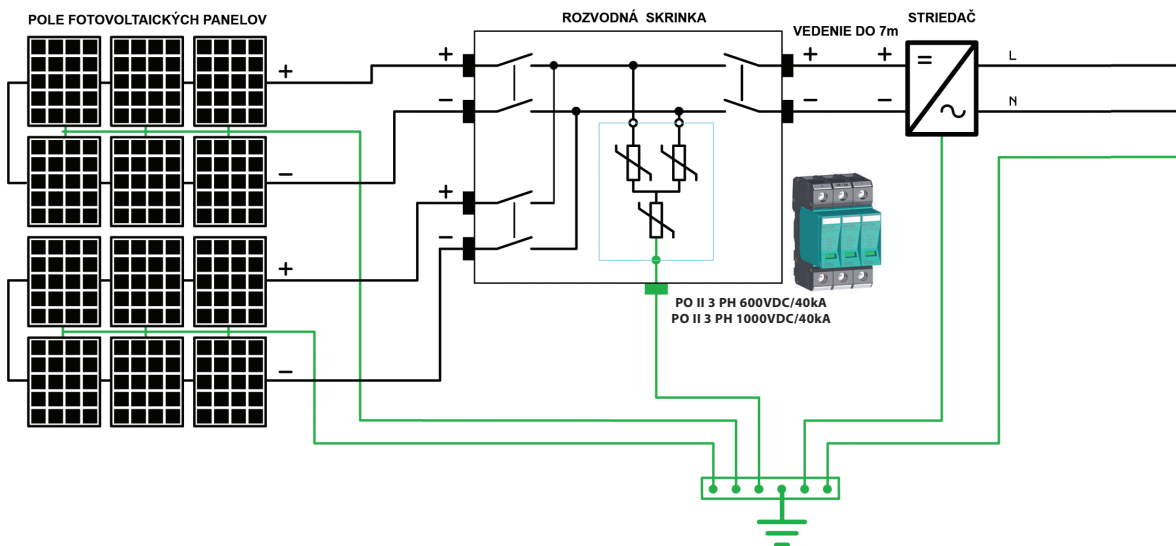 POLE FOTOVOLTAICKÝCH PANELOV
ROZVODNÁ SKRINKA
VEDENIE DO 7m
STRIEDAČ
+
−
+
−
+
−
+
−
+
−
+
−
L
N
PO II 3 PH 600VDC/40kA
PO II 3 PH 1000VDC/40kA